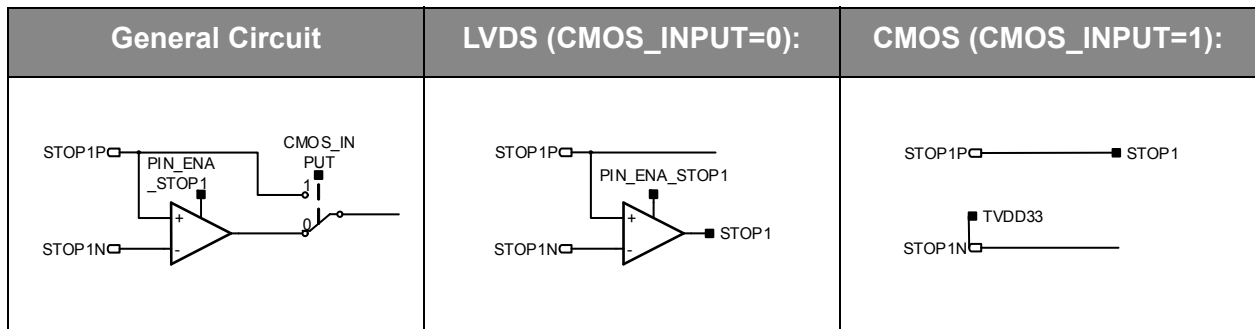 General Circuit
LVDS (CMOS_INPUT=0):
CMOS (CMOS_INPUT=1):
STOP1P
PIN_ENA
_STOP1
CMOS_IN
PUT
1
0
+
-
STOP1N
STOP1P
PIN_ENA_STOP1
+
-
STOP1
STOP1N
STOP1P
STOP1
TVDD33
STOP1N